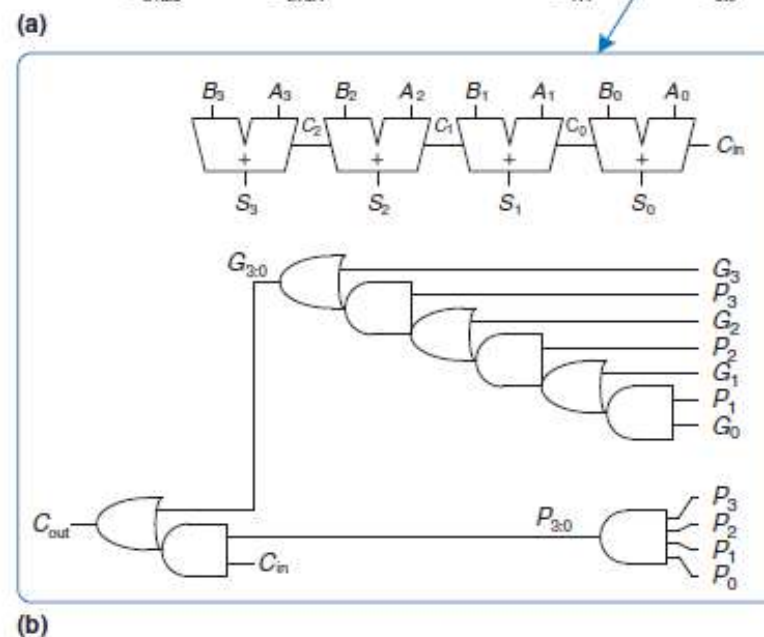 (a)
B3 A3 B2 A2 B1 A1 B0 A0
C2 C1 C0 Cin
+ + + +
S3 S2 S1 S0
G3:0 G3
P3
G2
P2
G1
P1
G0
P3
Cout P3:0 P2
Cin P1
P0
(b)